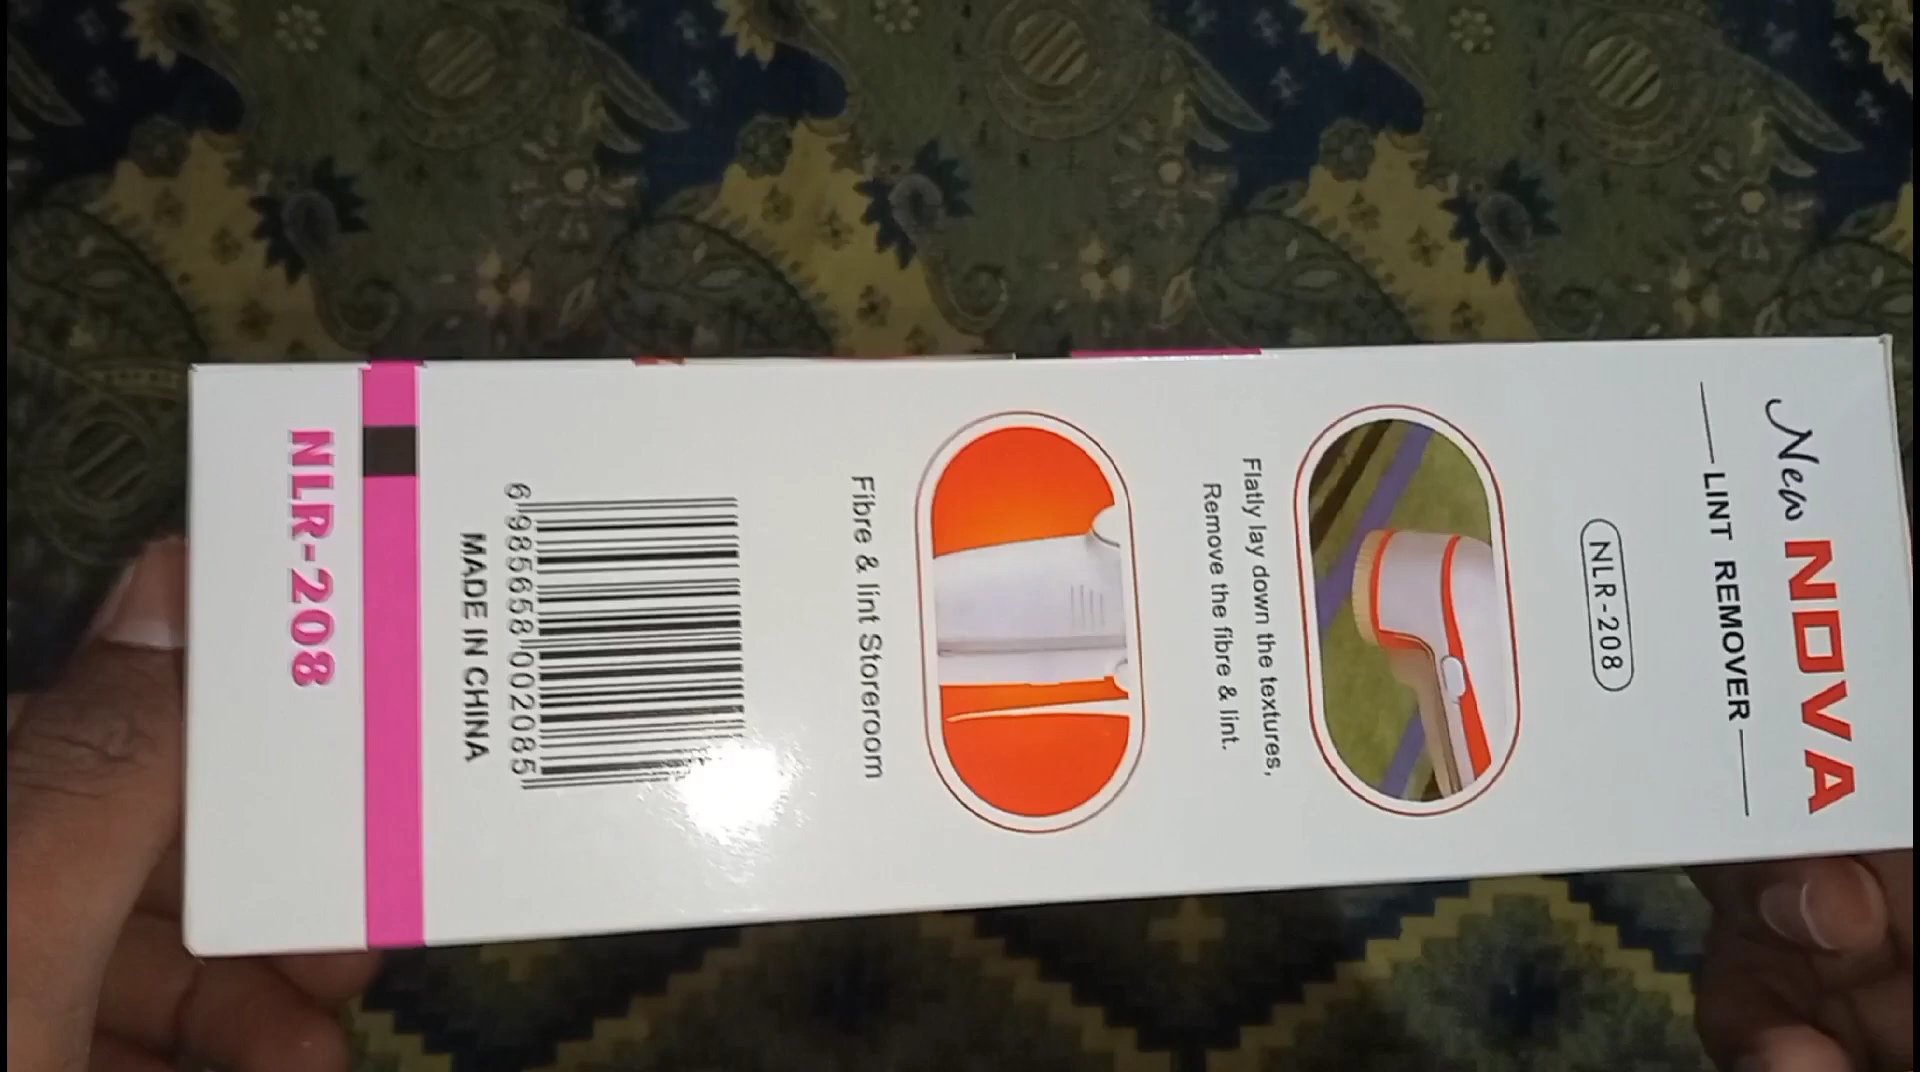 New NOVA
LINT REMOVER
NLR-208
Flatly lay down the textures,
Remove the fibre & lint.
Fibre & lint Storeroom
6 985658 002085
MADE IN CHINA
NLR-208